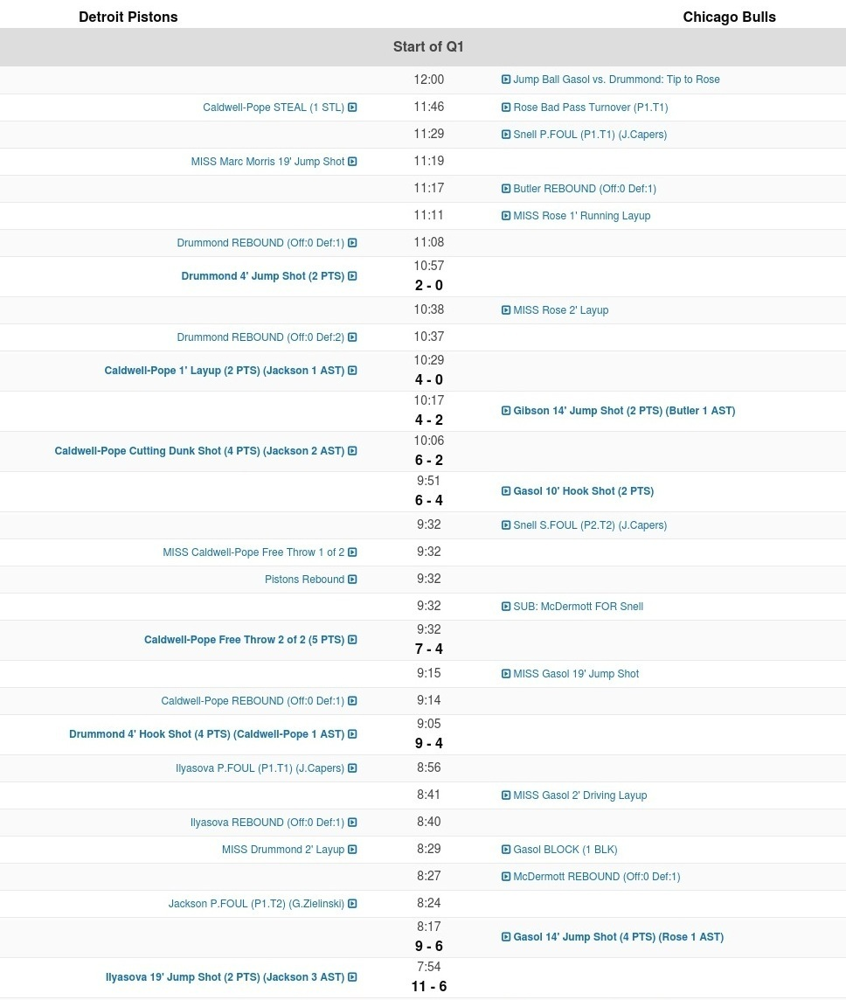 Detroit Pistons Chicago Bulls
Start of Q1
12:00 Jump Ball Gasol vs. Drummond: Tip to Rose
Caldwell-Pope STEAL (1 STL) 11:46 Rose Bad Pass Turnover (P1.T1)
11:29 Snell P.FOUL (P1.T1) (J.Capers)
MISS Marc Morris 19' Jump Shot 11:19
11:17 Butler REBOUND (Off:0 Def:1)
11:11 MISS Rose 1' Running Layup
Drummond REBOUND (Off:0 Def:1) 11:08
10:57
Drummond 4' Jump Shot (2 PTS)
2 - 0
10:38 MISS Rose 2' Layup
Drummond REBOUND (Off:0 Def:2) 10:37
10:29
Caldwell-Pope 1' Layup (2 PTS) (Jackson 1 AST)
4 - 0
10:17
Gibson 14' Jump Shot (2 PTS) (Butler 1 AST)
4 - 2
10:06
Caldwell-Pope Cutting Dunk Shot (4 PTS) (Jackson 2 AST)
6 - 2
9:51
Gasol 10' Hook Shot (2 PTS)
6 - 4
9:32 Snell S.FOUL (P2.T2) (J.Capers)
MISS Caldwell-Pope Free Throw 1 of 2 9:32
Pistons Rebound 9:32
9:32 SUB: McDermott FOR Snell
9:32
Caldwell-Pope Free Throw 2 of 2 (5 PTS)
7 - 4
9:15 MISS Gasol 19' Jump Shot
Caldwell-Pope REBOUND (Off:0 Def:1) 9:14
9:05
Drummond 4' Hook Shot (4 PTS) (Caldwell-Pope 1 AST)
9 - 4
Ilyasova P.FOUL (P1.T1) (J.Capers) 8:56
8:41 MISS Gasol 2' Driving Layup
Ilyasova REBOUND (Off:0 Def:1) 8:40
MISS Drummond 2' Layup 8:29 Gasol BLOCK (1 BLK)
8:27 McDermott REBOUND (Off:0 Def:1)
Jackson P.FOUL (P1.T2) (G.Zielinski) 8:24
8:17
Gasol 14' Jump Shot (4 PTS) (Rose 1 AST)
9 - 6
7:54
Ilyasova 19' Jump Shot (2 PTS) (Jackson 3 AST)
11 - 6